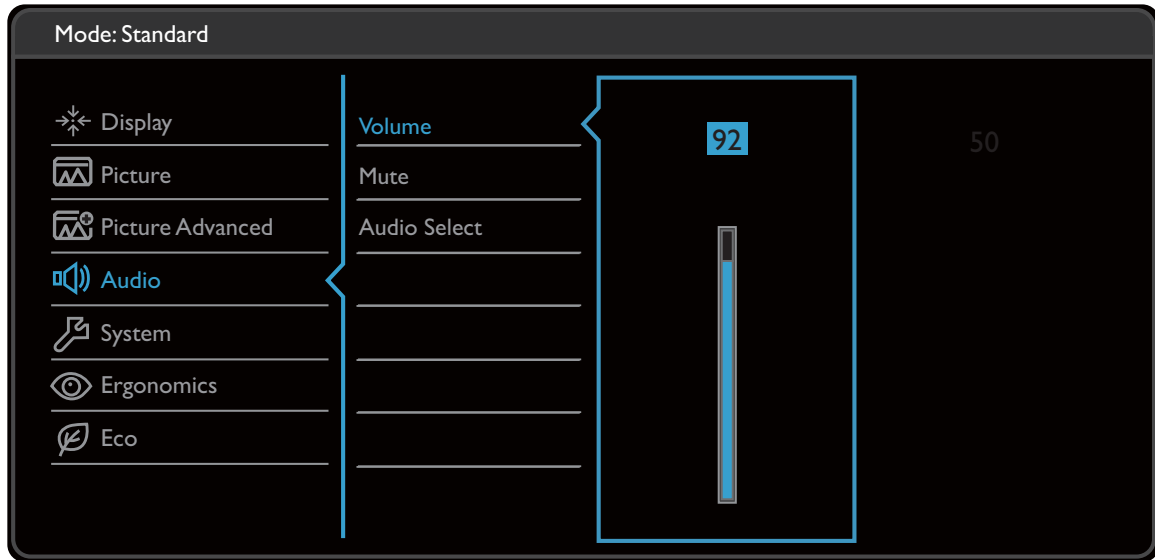 Mode: Standard
Display
Picture
Picture Advanced
Audio
System
Ergonomics
Eco
Volume
Mute
Audio Select
92
50